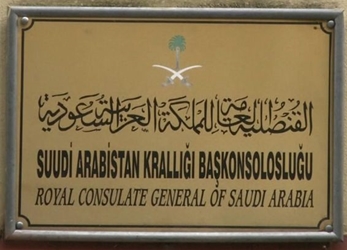 القنصلية العامة للمملكة العربية السعودية
SUUDİ ARABİSTAN KRALLIĞI BAŞKONSOLOSLUĞU
ROYAL CONSULATE GENERAL OF SAUDI ARABIA